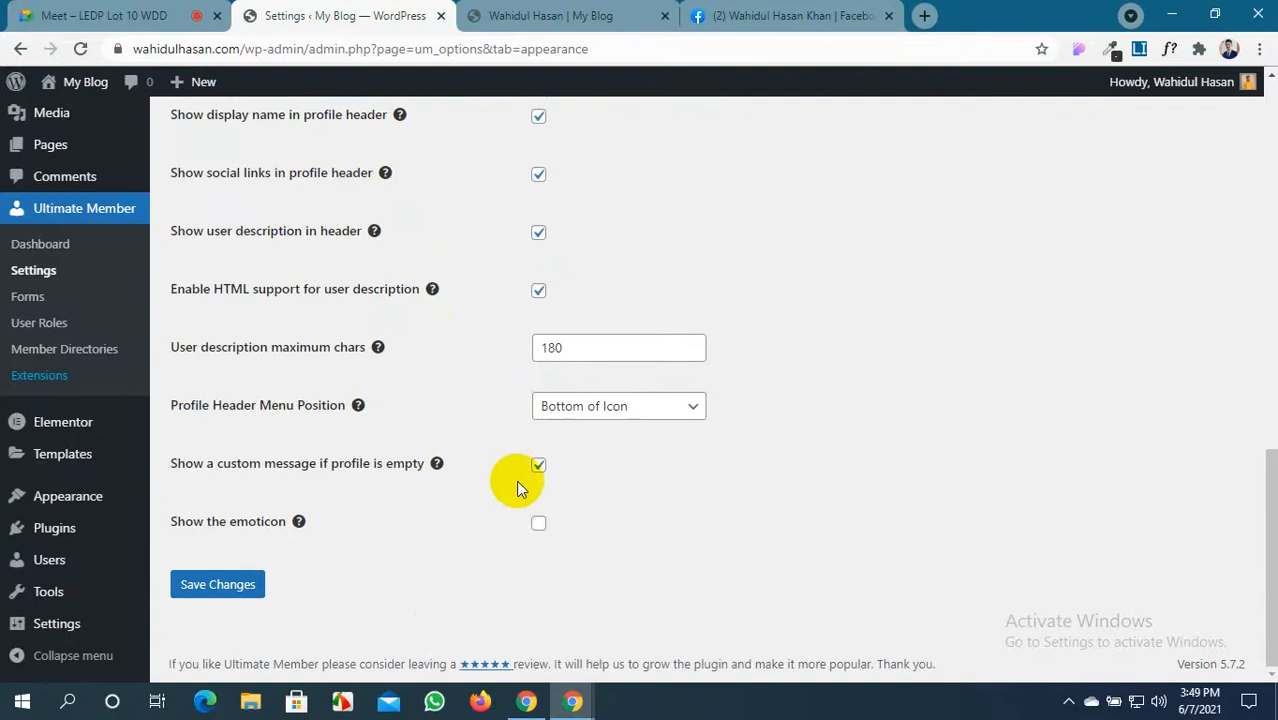 Meet – LEDP Lot 10 WDD
Settings ‹ My Blog — WordPress
Wahidul Hasan | My Blog
(2) Wahidul Hasan Khan | Facebo
wahidulhasan.com/wp-admin/admin.php?page=um_options&tab=appearance
My Blog
0
New
Howdy, Wahidul Hasan
Media
Pages
Comments
Ultimate Member
Dashboard
Settings
Forms
User Roles
Member Directories
Extensions
Elementor
Templates
Appearance
Plugins
Users
Tools
Settings
Collapse menu
Show display name in profile header
Show social links in profile header
Show user description in header
Enable HTML support for user description
User description maximum chars
180
Profile Header Menu Position
Bottom of Icon
Show a custom message if profile is empty
Show the emoticon
Save Changes
Activate Windows
Go to Settings to activate Windows.
If you like Ultimate Member please consider leaving a ★★★★★ review. It will help us to grow the plugin and make it more popular. Thank you.
Version 5.7.2
3:49 PM
6/7/2021